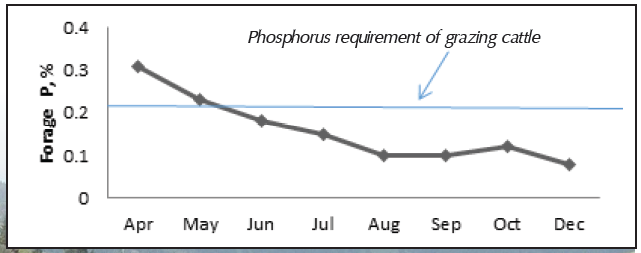 Phosphorus requirement of grazing cattle
Forage P, %
0.4
0.3
0.2
0.1
0
Apr May Jun Jul Aug Sep Oct Dec